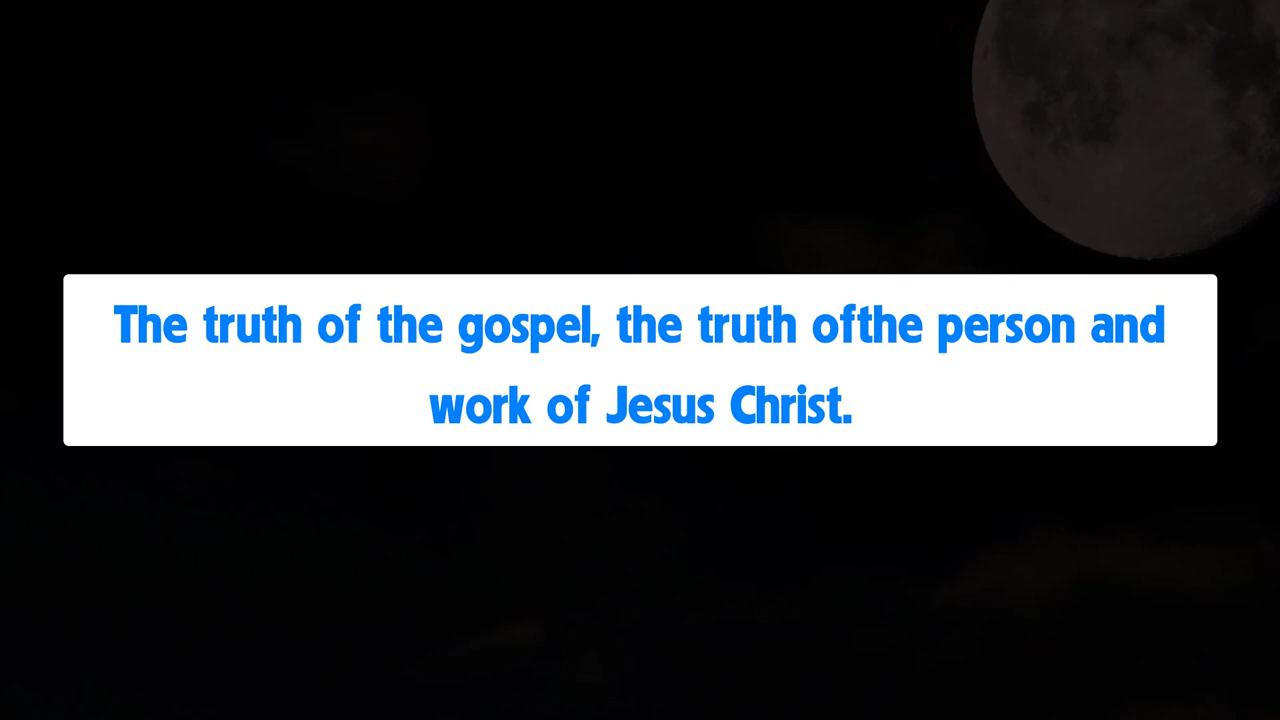 The truth of the gospel, the truth ofthe person and
work of Jesus Christ.